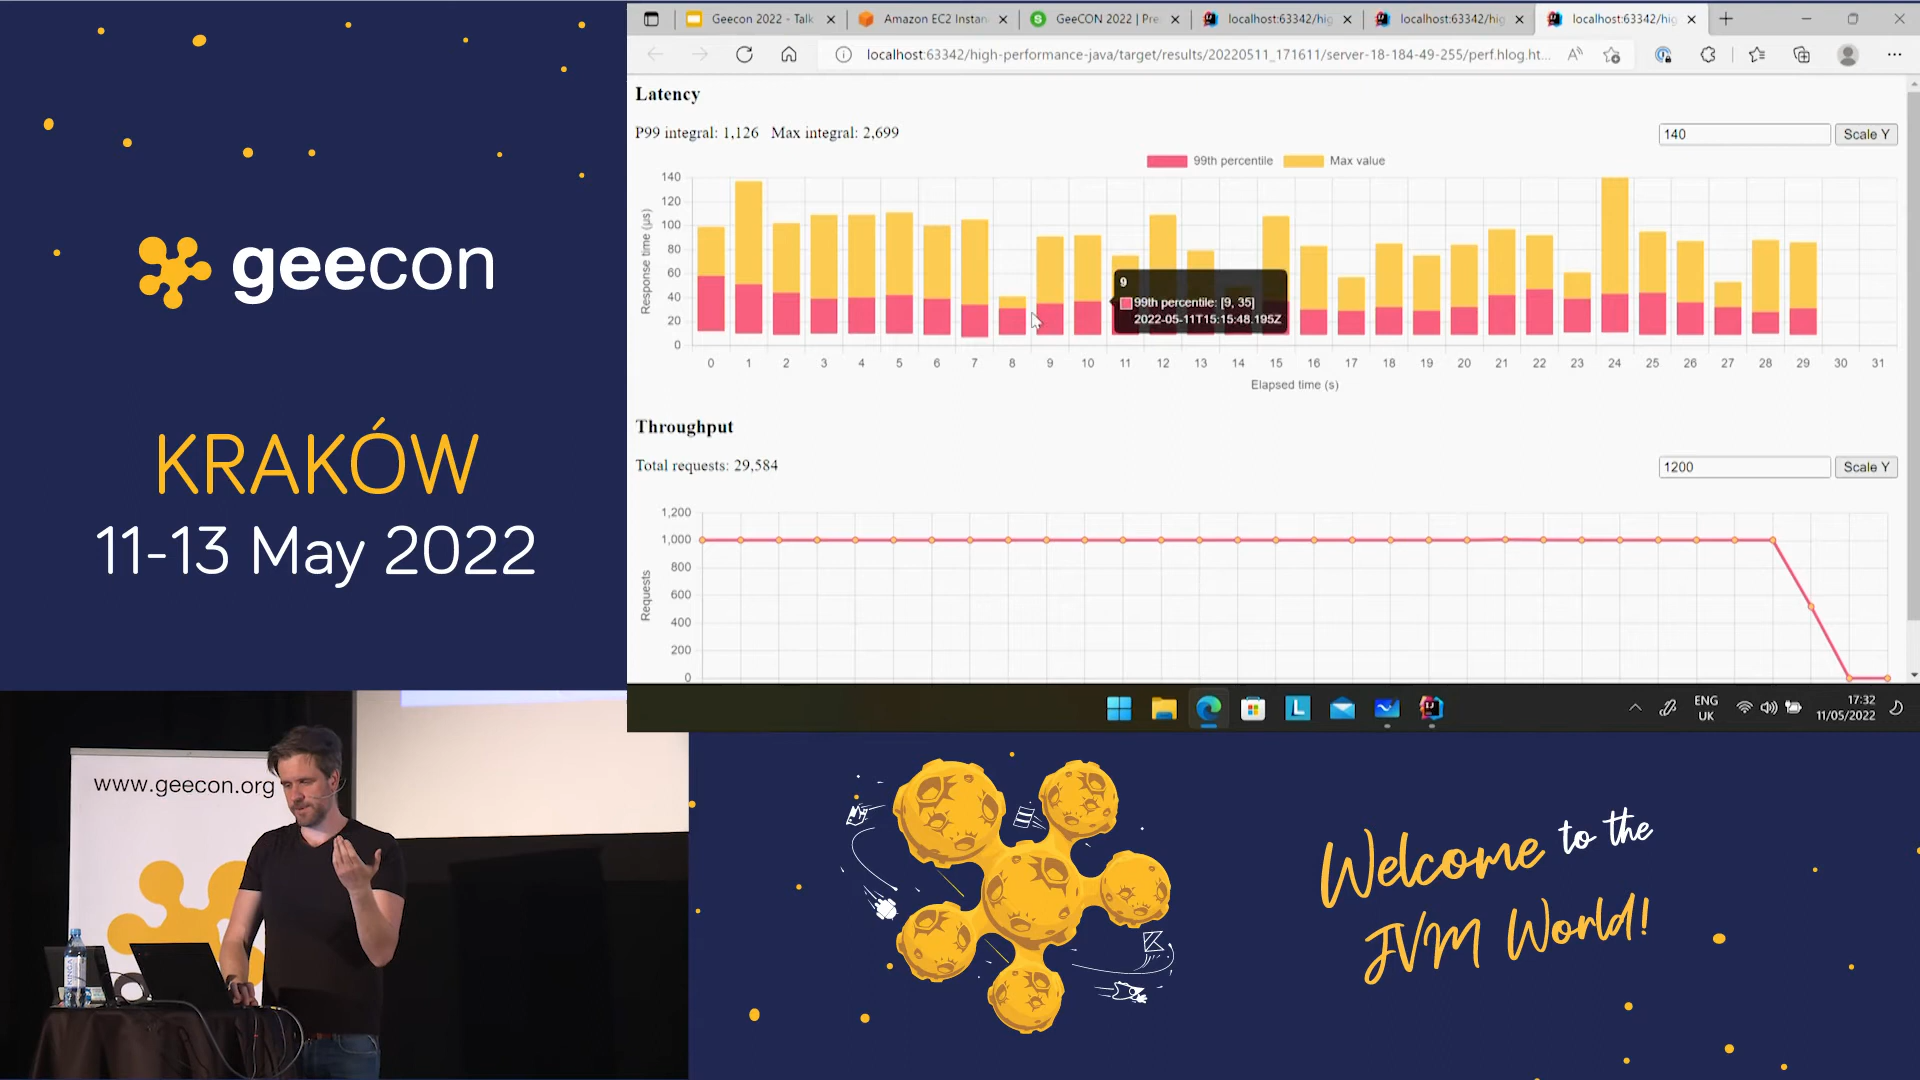 geecon
KRAKÓW
11-13 May 2022
Geecon 2022 - Talk
Amazon EC2 Instan
GeeCON 2022 | Pre
localhost:63342/hig
localhost:63342/hig
localhost:63342/hig
localhost:63342/high-performance-java/target/results/20220511_171611/server-18-184-49-255/perf.hlog.ht...
Latency
P99 integral: 1,126 Max integral: 2,699
140
Scale Y
99th percentile
Max value
140
120
100
80
60
40
20
0
Response time (µs)
9
99th percentile: [9, 35]
2022-05-11T15:15:48.195Z
0 1 2 3 4 5 6 7 8 9 10 11 12 13 14 15 16 17 18 19 20 21 22 23 24 25 26 27 28 29 30 31
Elapsed time (s)
Throughput
Total requests: 29,584
1200
Scale Y
1,200
1,000
800
600
400
200
0
Requests
ENG
UK
17:32
11/05/2022
www.geecon.org
Welcome to the
JVM World!